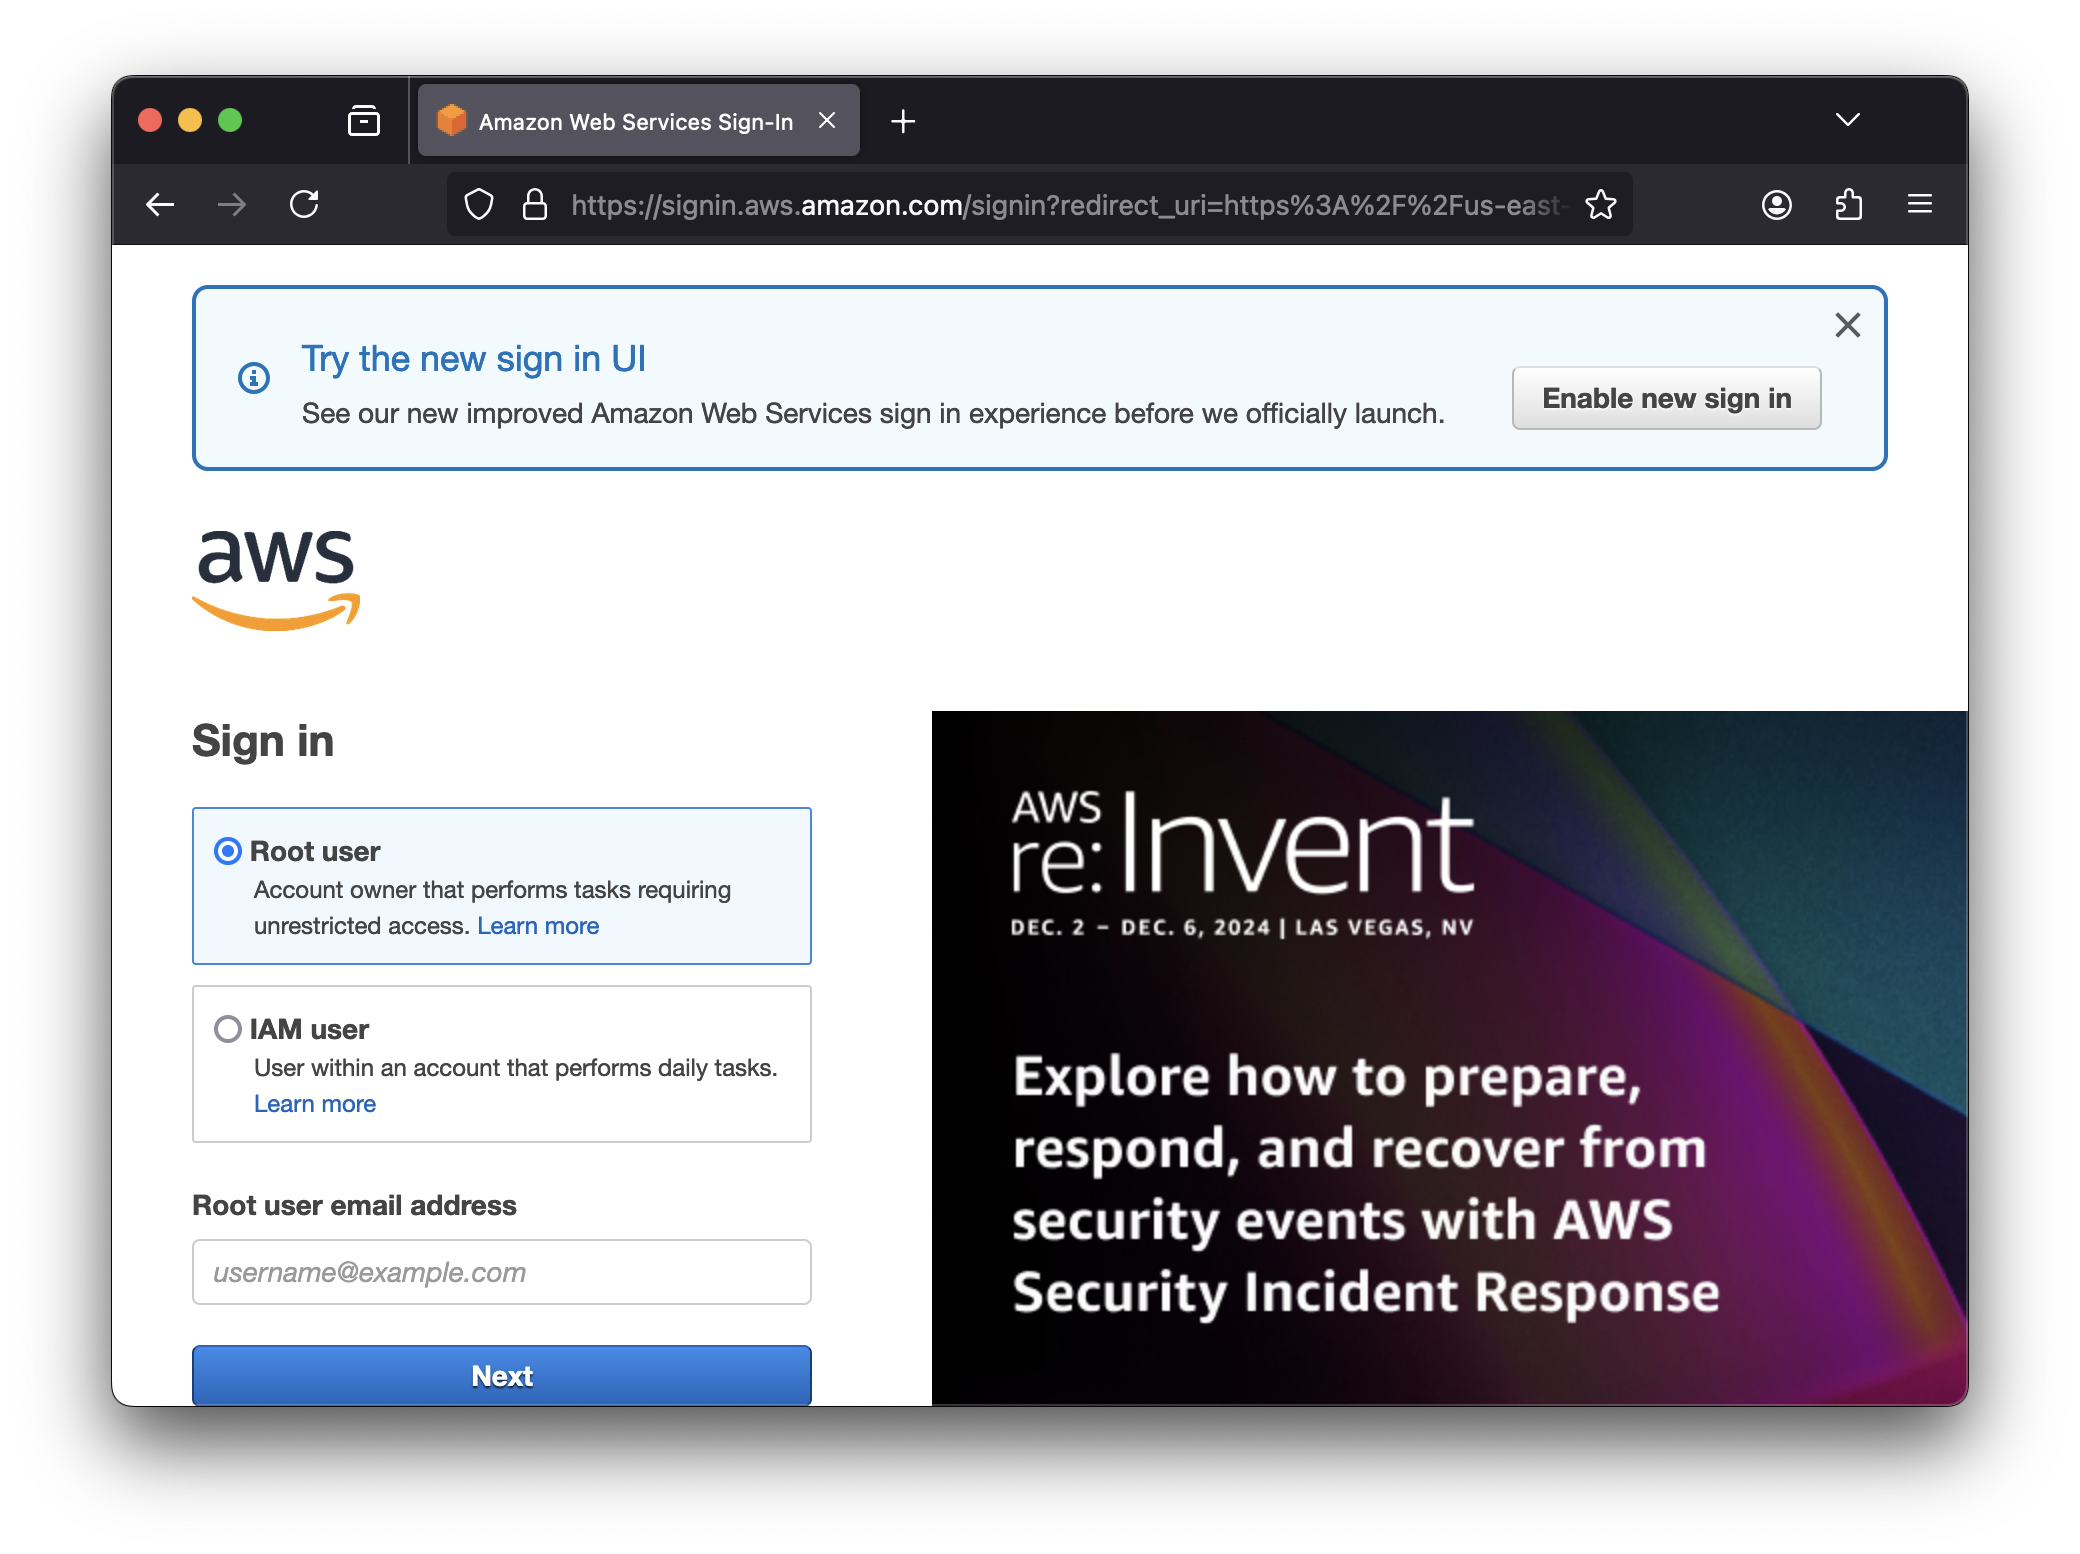 Amazon Web Services Sign-In
https://signin.aws.amazon.com/signin?redirect_uri=https%3A%2F%2Fus-east-
Try the new sign in UI
See our new improved Amazon Web Services sign in experience before we officially launch.
Enable new sign in
aws
Sign in
Root user
Account owner that performs tasks requiring
unrestricted access. Learn more
IAM user
User within an account that performs daily tasks.
Learn more
Root user email address
username@example.com
Next
AWS
re:Invent
DEC. 2 – DEC. 6, 2024 | LAS VEGAS, NV
Explore how to prepare,
respond, and recover from
security events with AWS
Security Incident Response